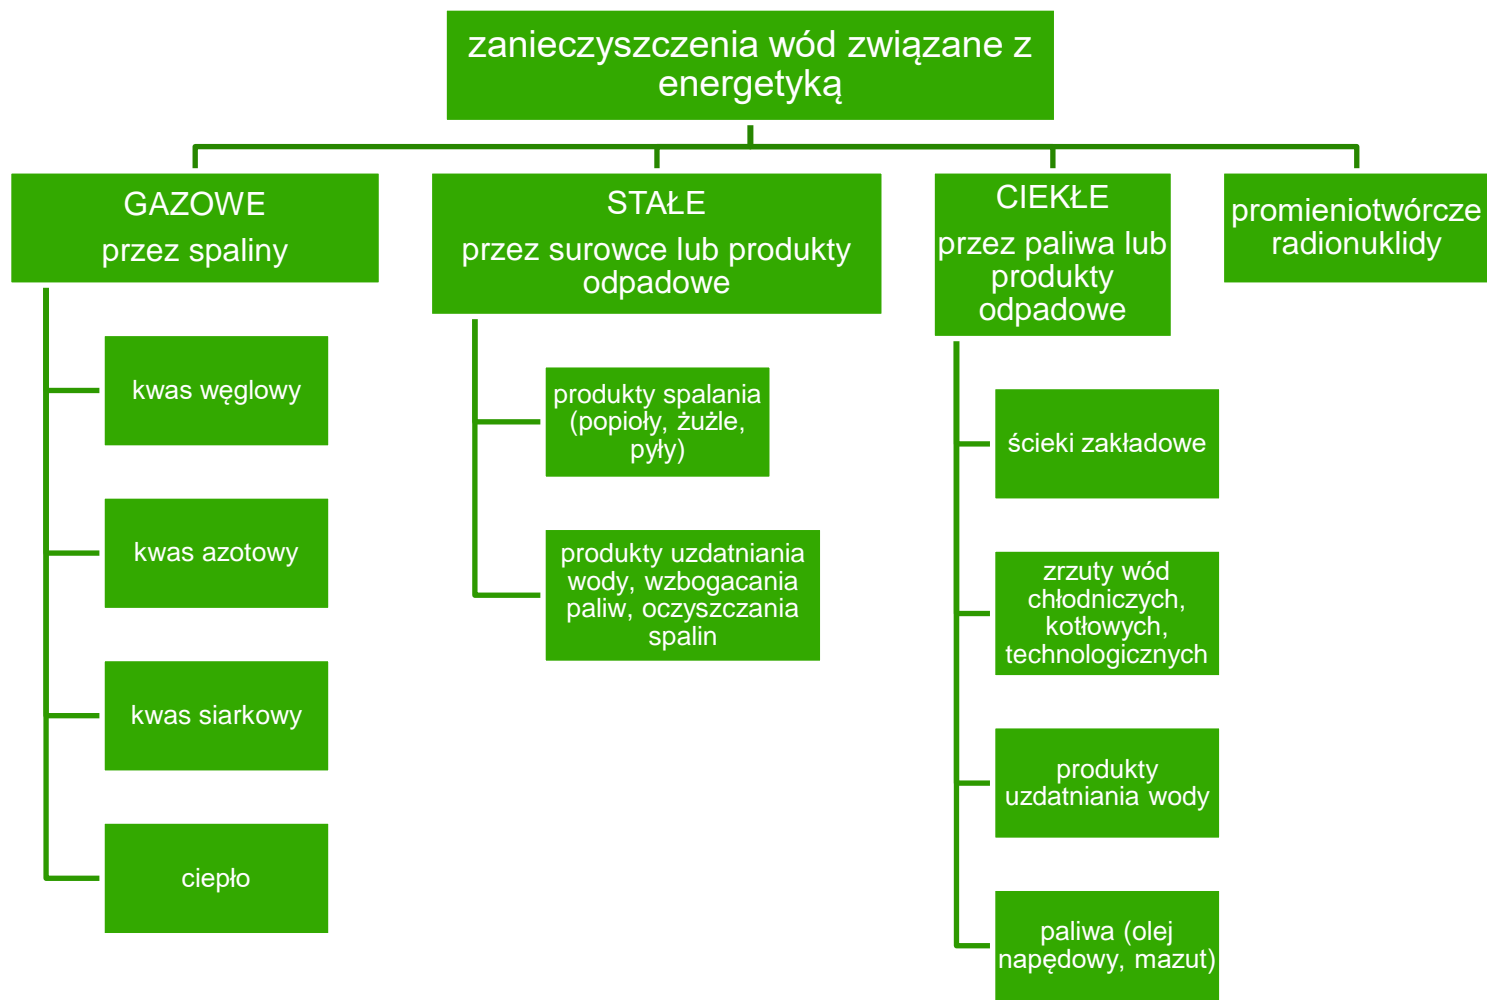 zanieczyszczenia wód związane z
energetyką
GAZOWE
przez spaliny
kwas węglowy
kwas azotowy
kwas siarkowy
ciepło
STAŁE
przez surowce lub produkty
odpadowe
produkty spalania
(popioły, żużle,
pyły)
produkty uzdatniania
wody, wzbogacania
paliw, oczyszczania
spalin
CIEKŁE
przez paliwa lub
produkty
odpadowe
ścieki zakładowe
zrzuty wód
chłodniczych,
kotłowych,
technologicznych
produkty
uzdatniania wody
paliwa (olej
napędowy, mazut)
promieniotwórcze
radionuklidy